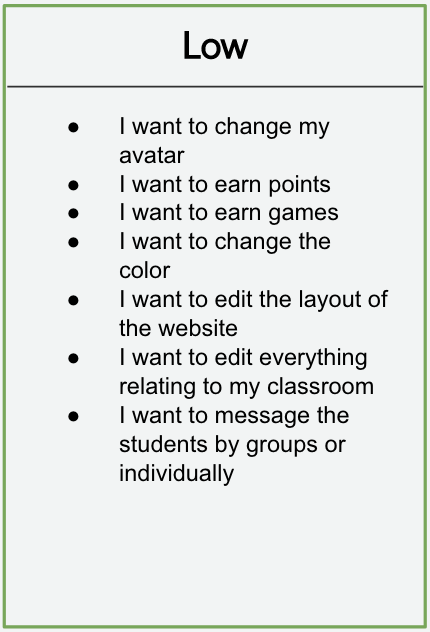 Low
● I want to change my
avatar
● I want to earn points
● I want to earn games
● I want to change the
color
● I want to edit the layout of
the website
● I want to edit everything
relating to my classroom
● I want to message the
students by groups or
individually